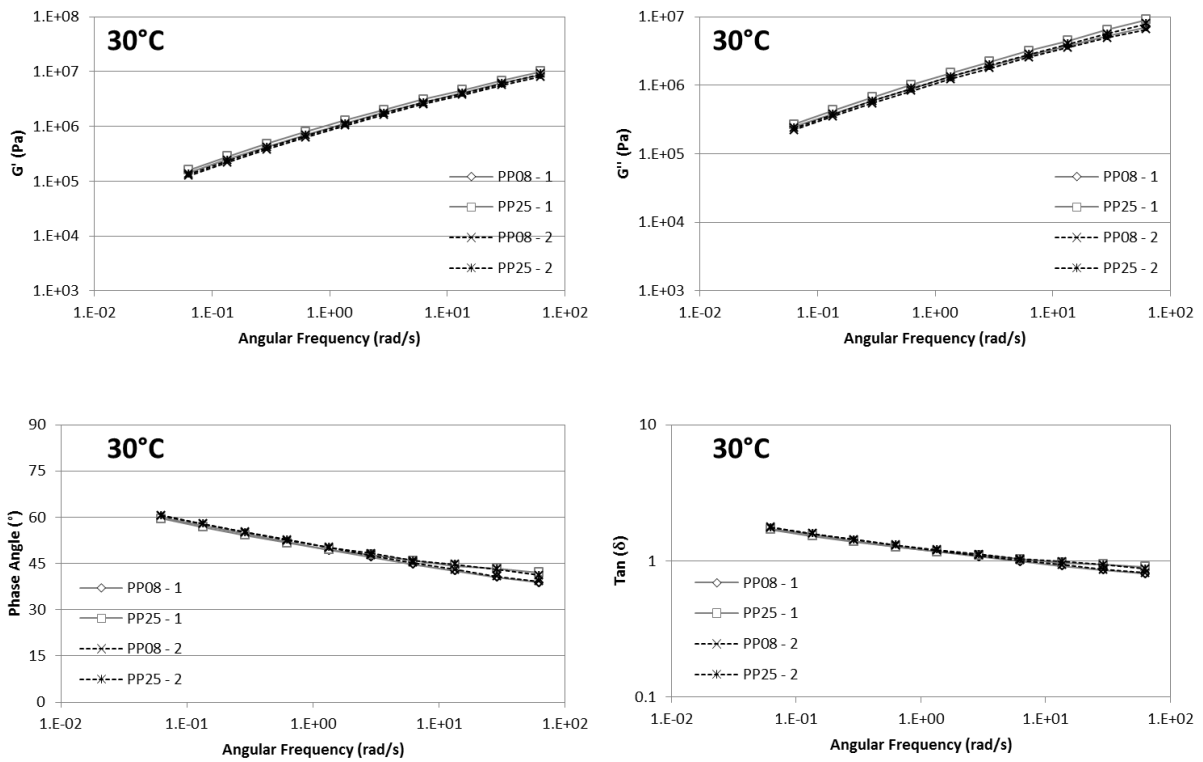 30°C
1.E+08
1.E+07
1.E+06
1.E+05
1.E+04
1.E+03
G' (Pa)
1.E-02 1.E-01 1.E+00 1.E+01 1.E+02
Angular Frequency (rad/s)
PP08 - 1
PP25 - 1
PP08 - 2
PP25 - 2
30°C
1.E+07
1.E+06
1.E+05
1.E+04
1.E+03
G'' (Pa)
1.E-02 1.E-01 1.E+00 1.E+01 1.E+02
Angular Frequency (rad/s)
PP08 - 1
PP25 - 1
PP08 - 2
PP25 - 2
30°C
90
75
60
45
30
15
0
Phase Angle (°)
1.E-02 1.E-01 1.E+00 1.E+01 1.E+02
Angular Frequency (rad/s)
PP08 - 1
PP25 - 1
PP08 - 2
PP25 - 2
30°C
10
1
0.1
Tan (δ)
1.E-02 1.E-01 1.E+00 1.E+01 1.E+02
Angular Frequency (rad/s)
PP08 - 1
PP25 - 1
PP08 - 2
PP25 - 2